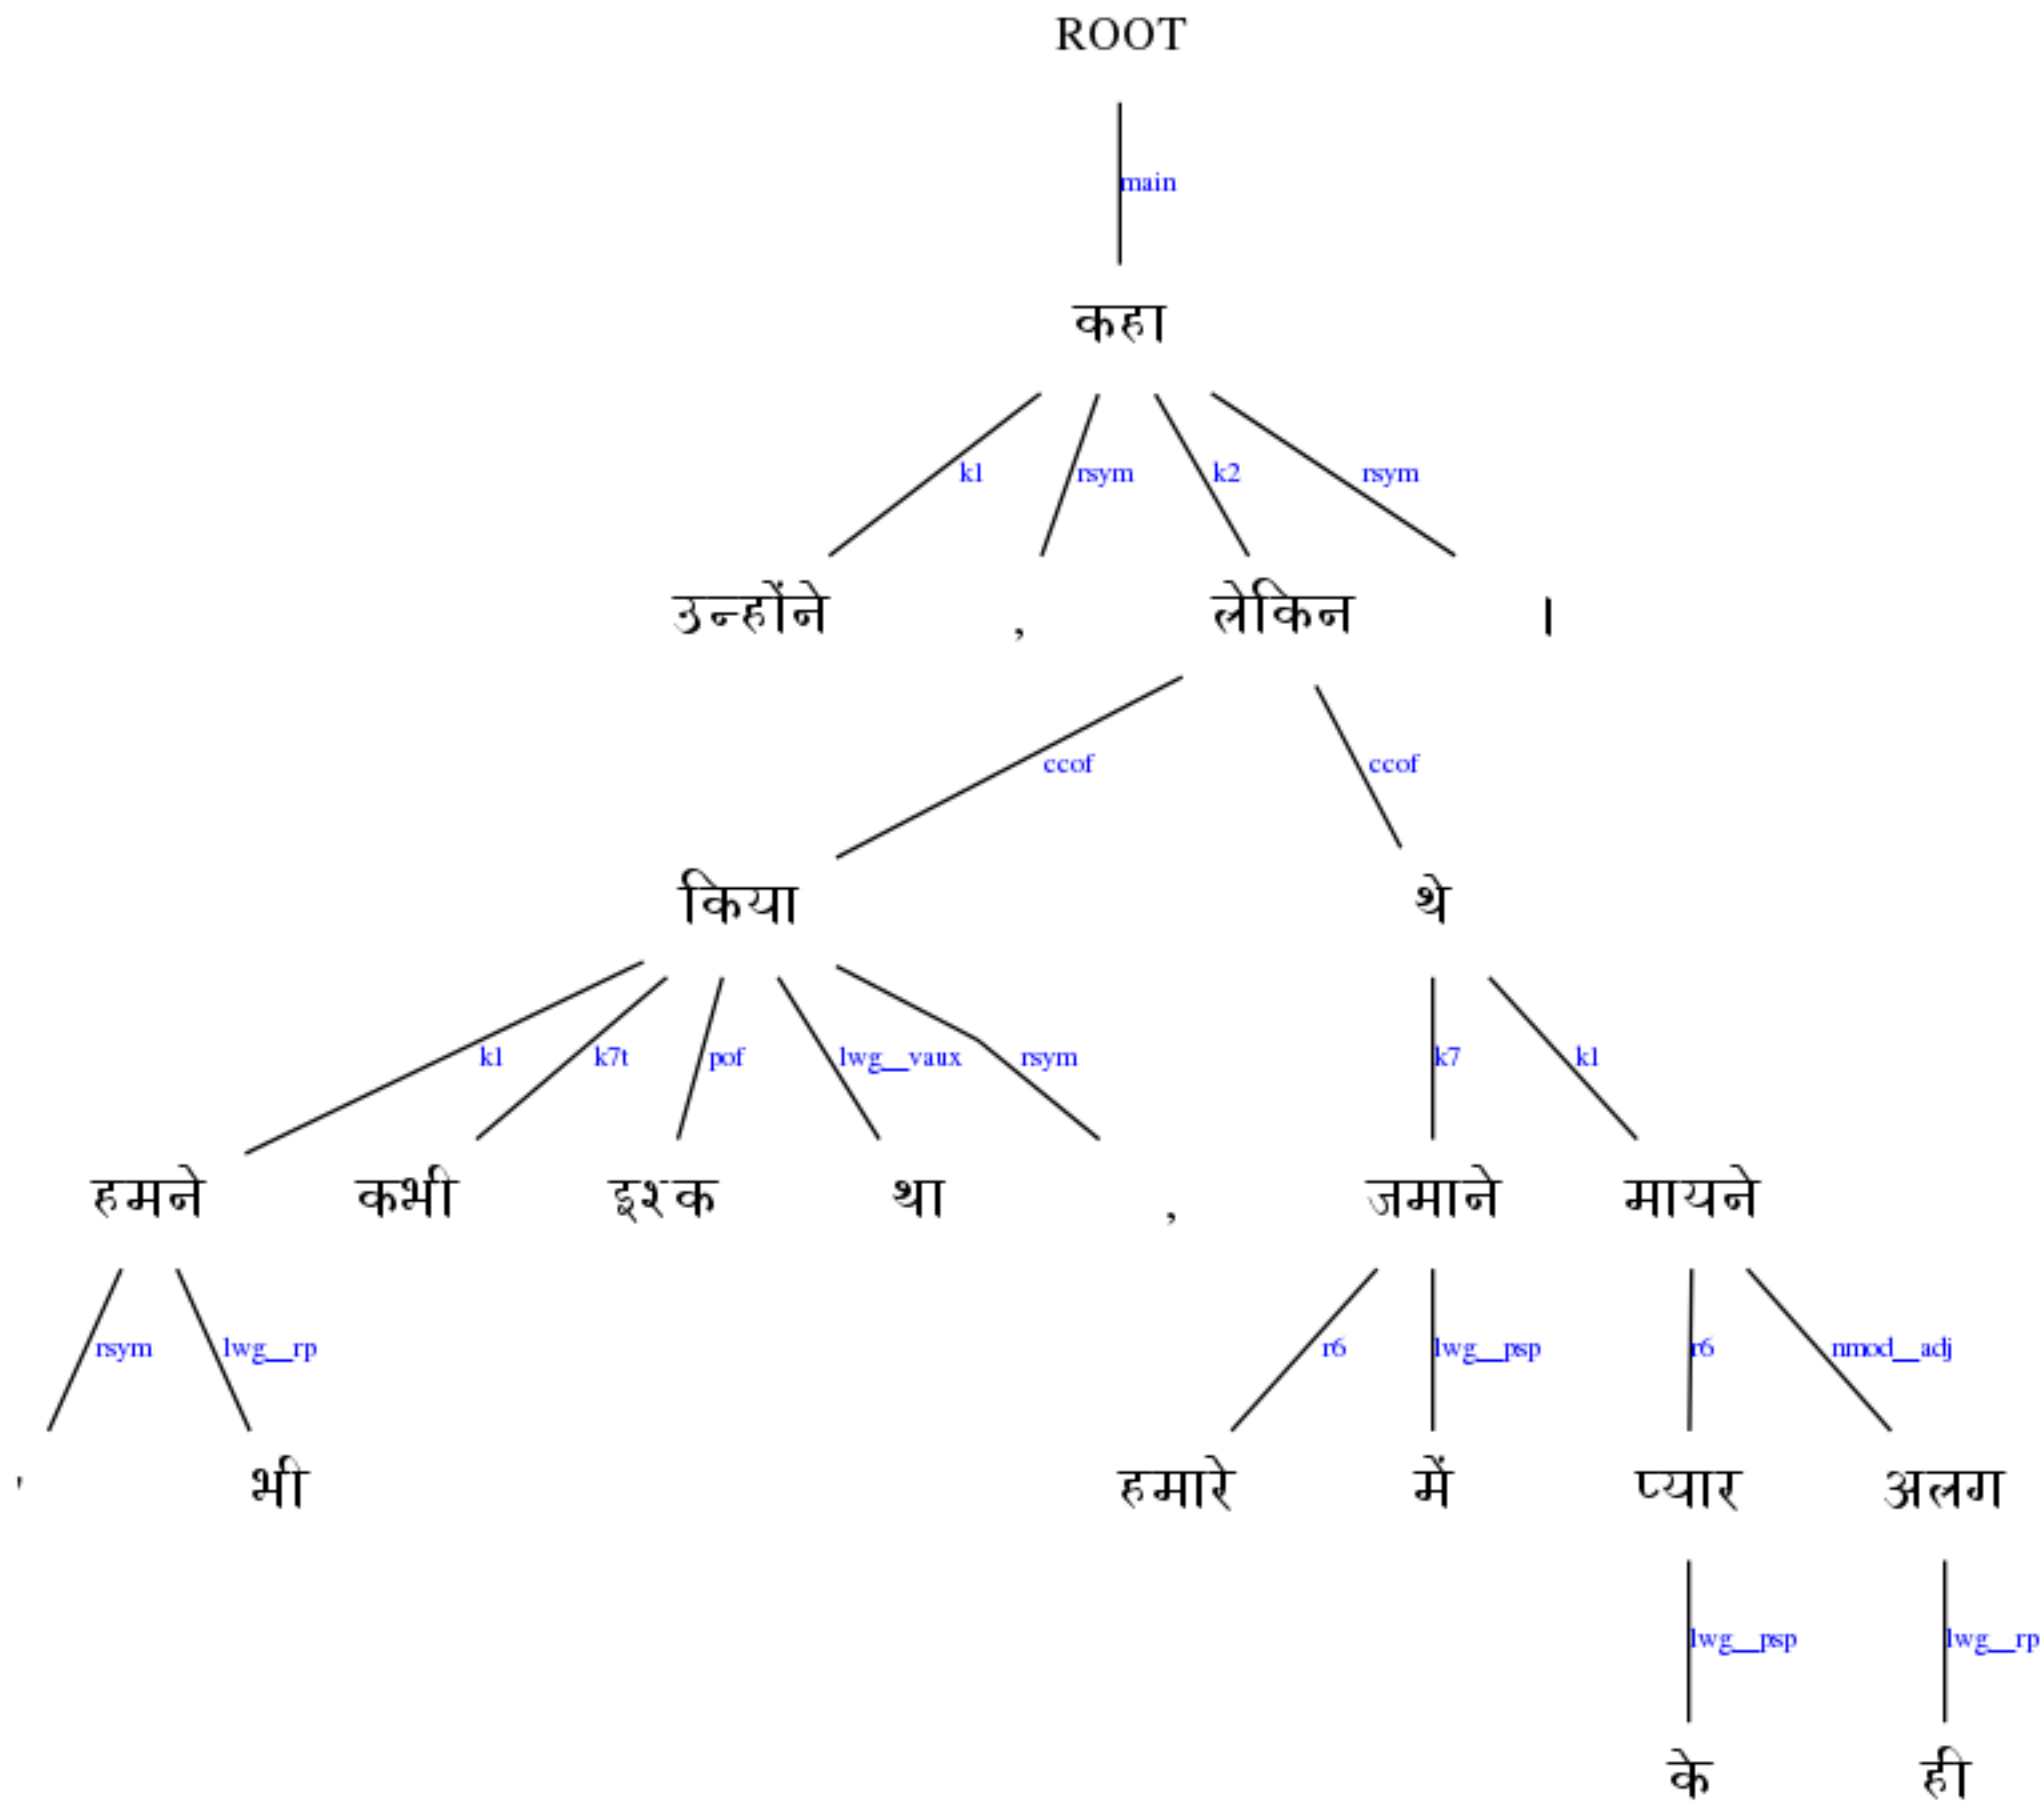 ROOT
main
कहा
k1 rsym k2 rsym
उन्होंने , लेकिन ।
ccof ccof
किया थे
k1 k7t pof lwg__vaux rsym k7 k1
हमने कभी इश्क था , जमाने मायने
rsym lwg__rp r6 lwg__psp r6 nmod__adj
' भी हमारे में प्यार अलग
lwg__psp lwg__rp
के ही